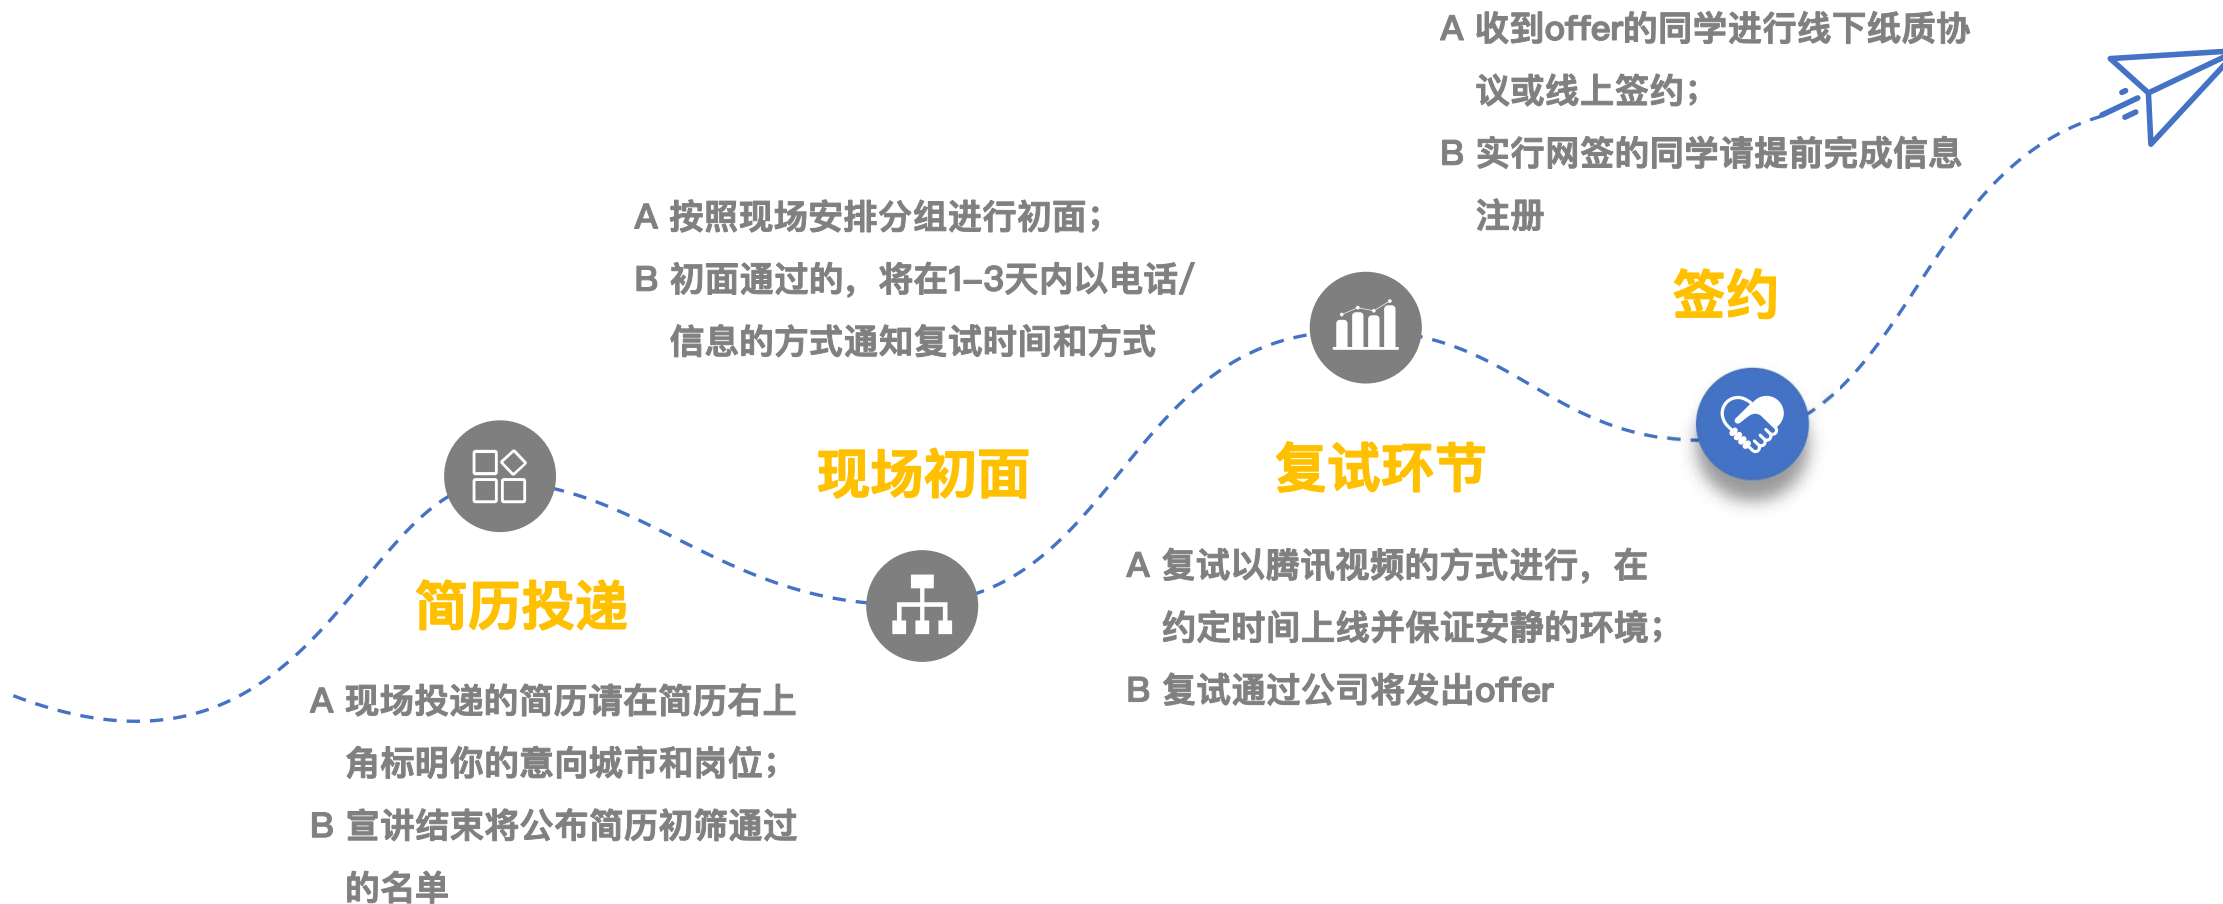 简历投递
A 现场投递的简历请在简历右上
角标明你的意向城市和岗位；
B 宣讲结束将公布简历初筛通过
的名单
A 按照现场安排分组进行初面；
B 初面通过的，将在1–3天内以电话/
信息的方式通知复试时间和方式
现场初面
复试环节
A 复试以腾讯视频的方式进行，在
约定时间上线并保证安静的环境；
B 复试通过公司将发出offer
A 收到offer的同学进行线下纸质协
议或线上签约；
B 实行网签的同学请提前完成信息
注册
签约